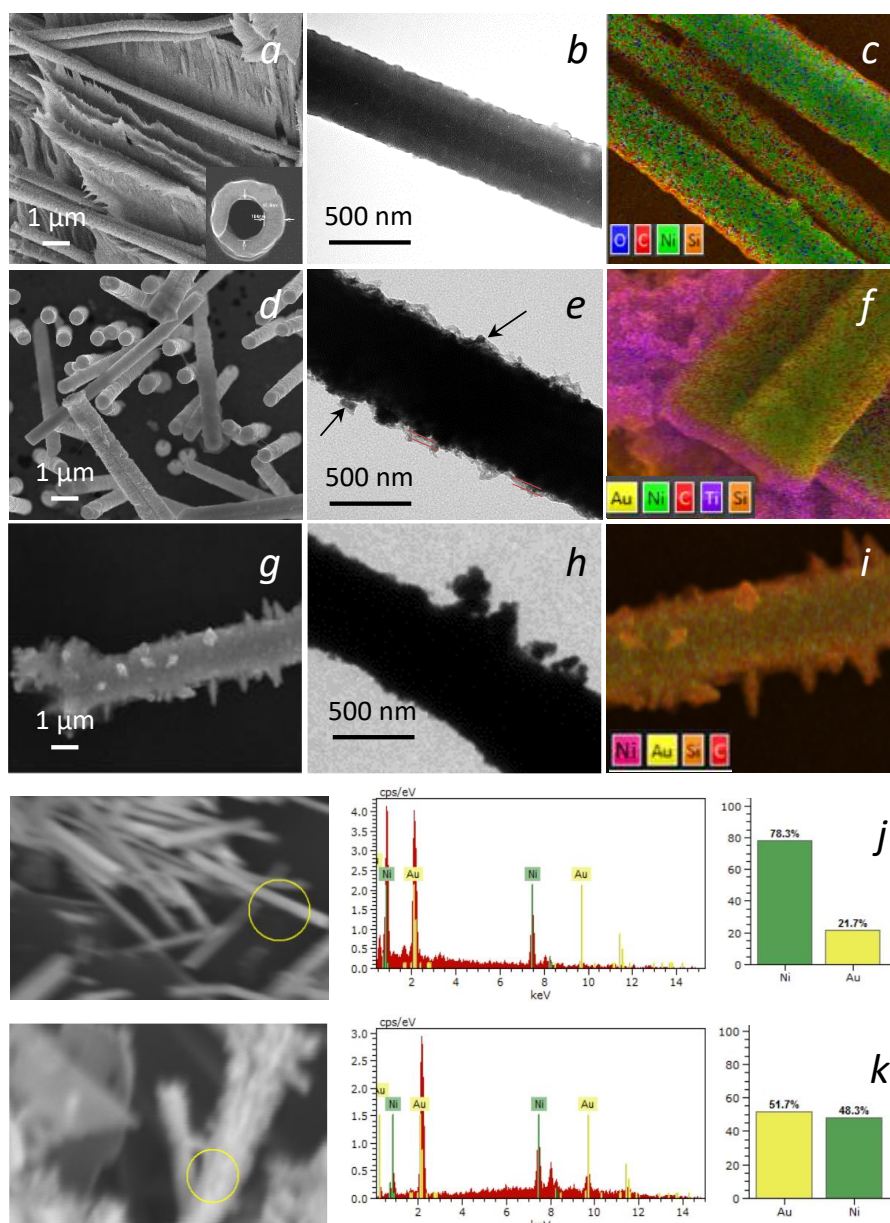 a
1 µm
b
500 nm
c
O C Ni Si
d
1 µm
e
500 nm
f
Au Ni C Ti Si
g
1 µm
h
500 nm
i
Ni Au Si C
cps/eV
4.0
3.5
3.0
2.5
2.0
1.5
1.0
0.5
0.0
Ni Au Ni Au
2 4 6 8 10 12 14
keV
100
80
60
40
20
0
78.3%
21.7%
Ni Au
j
cps/eV
3.0
2.5
2.0
1.5
1.0
0.5
0.0
Au Ni Au Ni Au
2 4 6 8 10 12 14
keV
100
80
60
40
20
0
51.7%
48.3%
Au Ni
k